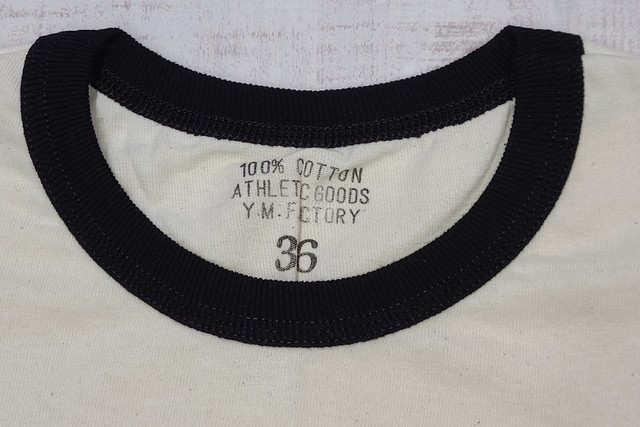 100% COTTON
ATHLETC GOODS
Y.M.FCTORY
36